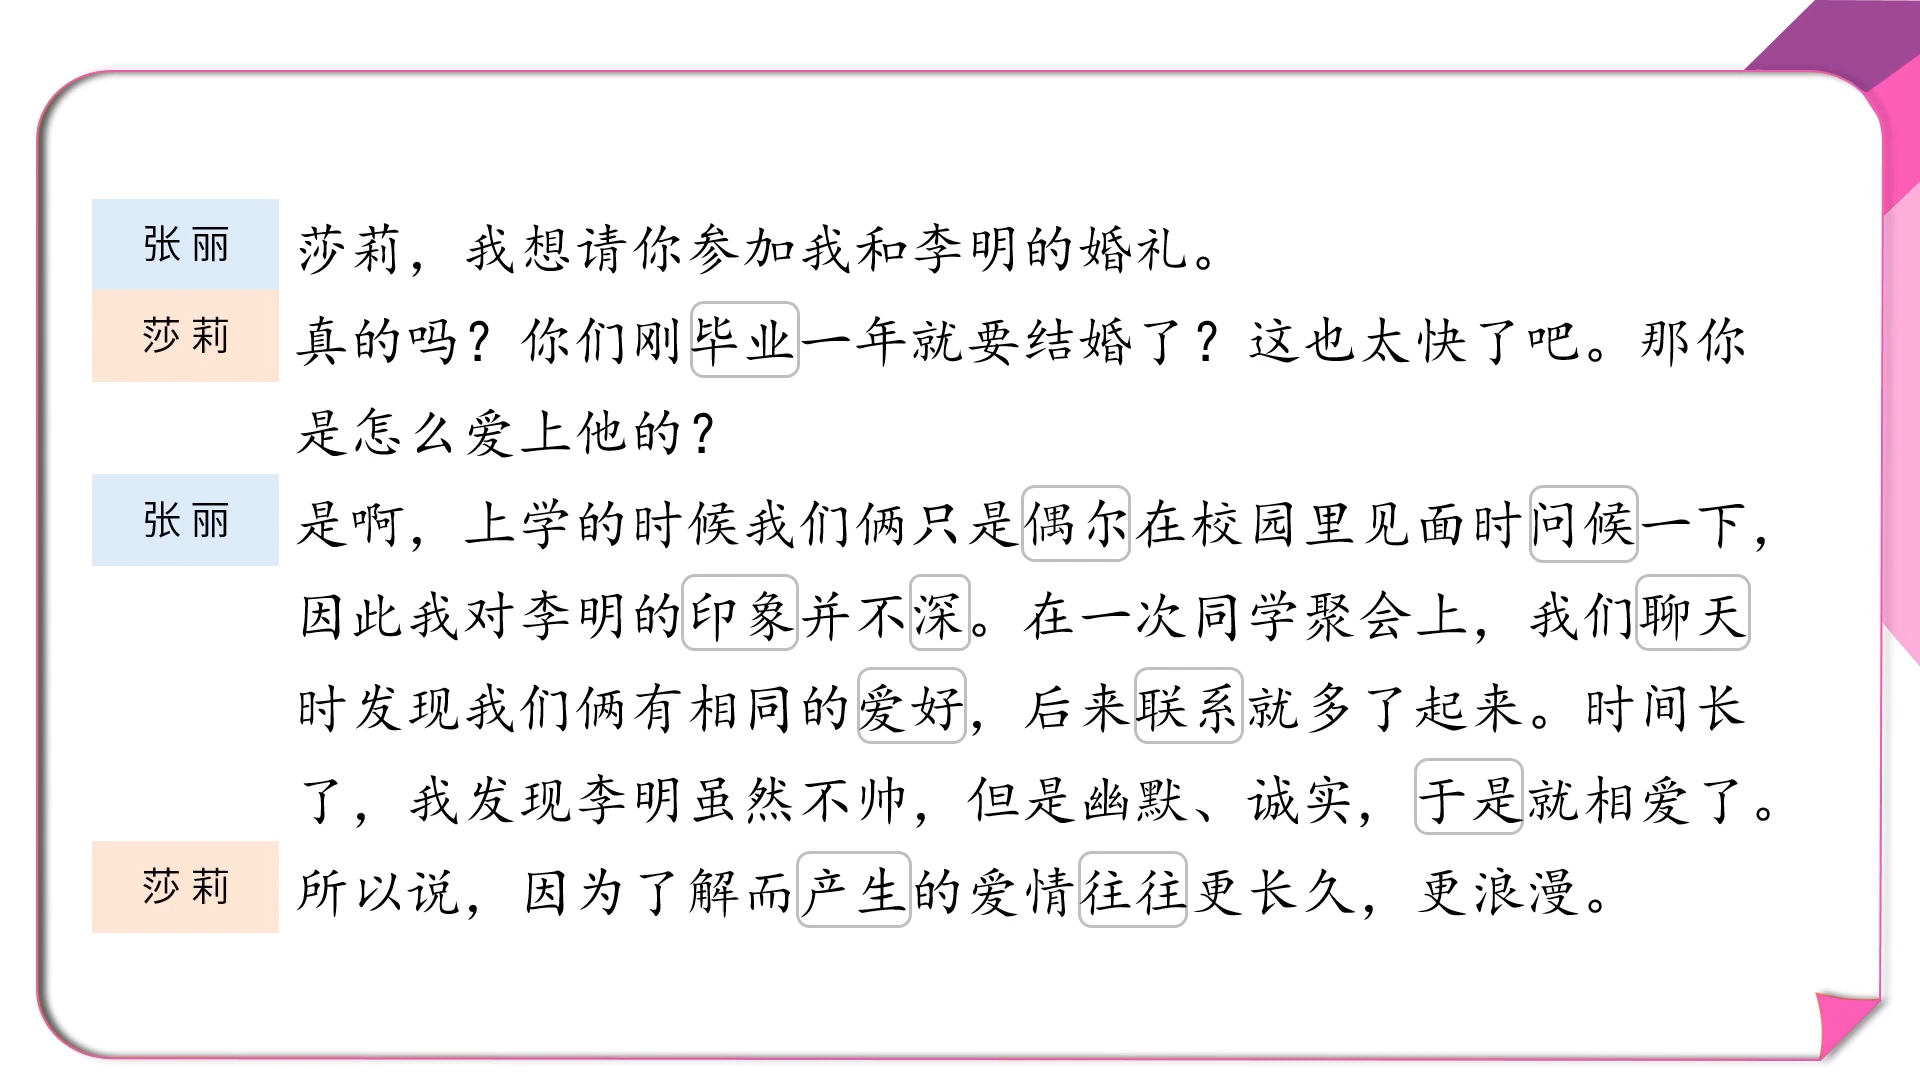 张丽 莎莉，我想请你参加我和李明的婚礼。
莎莉 真的吗？你们刚毕业一年就要结婚了？这也太快了吧。那你
是怎么爱上他的？
张丽 是啊，上学的时候我们俩只是偶尔在校园里见面时问候一下，
因此我对李明的印象并不深。在一次同学聚会上，我们聊天
时发现我们俩有相同的爱好，后来联系就多了起来。时间长
了，我发现李明虽然不帅，但是幽默、诚实，于是就相爱了。
莎莉 所以说，因为了解而产生的爱情往往更长久，更浪漫。